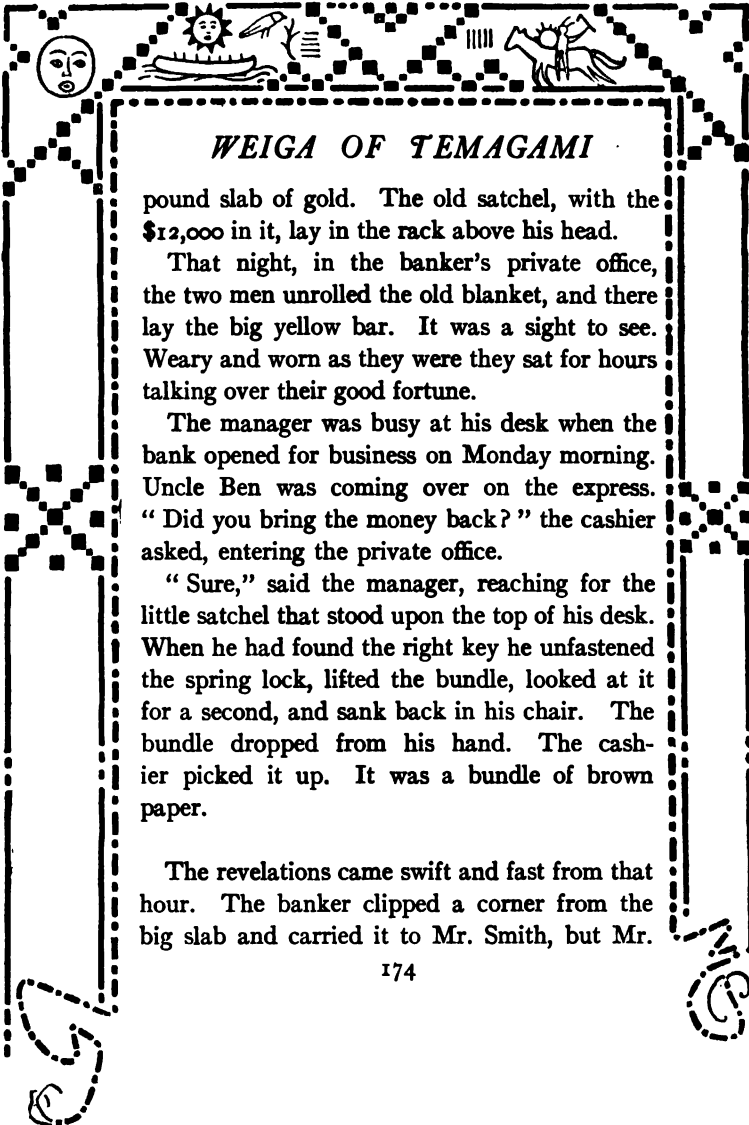 WEIGA OF TEMAGAMI
pound slab of gold. The old satchel, with the
$12,000 in it, lay in the rack above his head.
That night, in the banker's private office,
the two men unrolled the old blanket, and there
lay the big yellow bar. It was a sight to see.
Weary and worn as they were they sat for hours
talking over their good fortune.
The manager was busy at his desk when the
bank opened for business on Monday morning.
Uncle Ben was coming over on the express.
“ Did you bring the money back? ” the cashier
asked, entering the private office.
“ Sure,” said the manager, reaching for the
little satchel that stood upon the top of his desk.
When he had found the right key he unfastened
the spring lock, lifted the bundle, looked at it
for a second, and sank back in his chair. The
bundle dropped from his hand. The cash-
ier picked it up. It was a bundle of brown
paper.
The revelations came swift and fast from that
hour. The banker clipped a corner from the
big slab and carried it to Mr. Smith, but Mr.
174